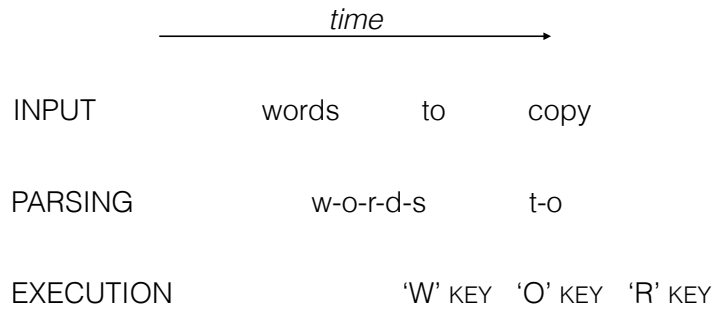 time
INPUT words to copy
PARSING w-o-r-d-s t-o
EXECUTION ‘W’ KEY ‘O’ KEY ‘R’ KEY